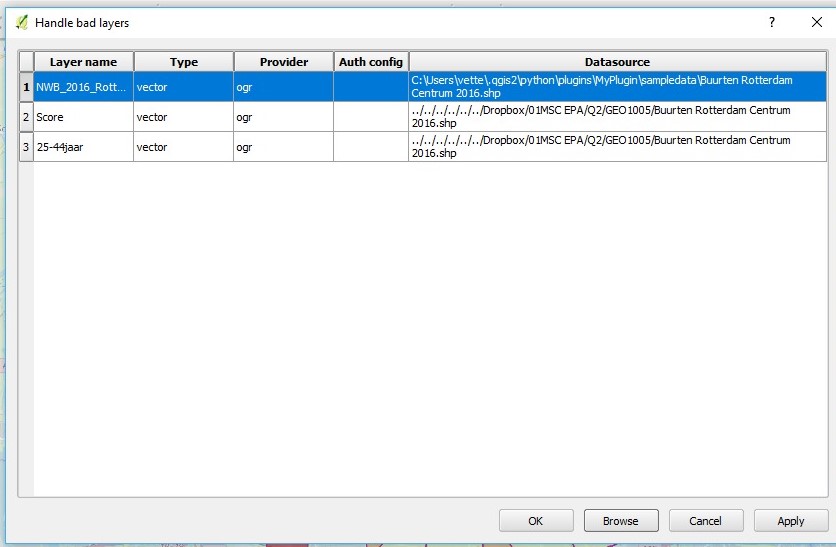 Handle bad layers
?
Layer name Type Provider Auth config Datasource
1 NWB_2016_Rott... vector ogr C:\Users\vette\.qgis2\python\plugins\MyPlugin\sampledata\Buurten Rotterdam
Centrum 2016.shp
2 Score vector ogr ../../../../../../Dropbox/01MSC EPA/Q2/GEO1005/Buurten Rotterdam Centrum
2016.shp
3 25-44jaar vector ogr ../../../../../../Dropbox/01MSC EPA/Q2/GEO1005/Buurten Rotterdam Centrum
2016.shp
OK Browse Cancel Apply